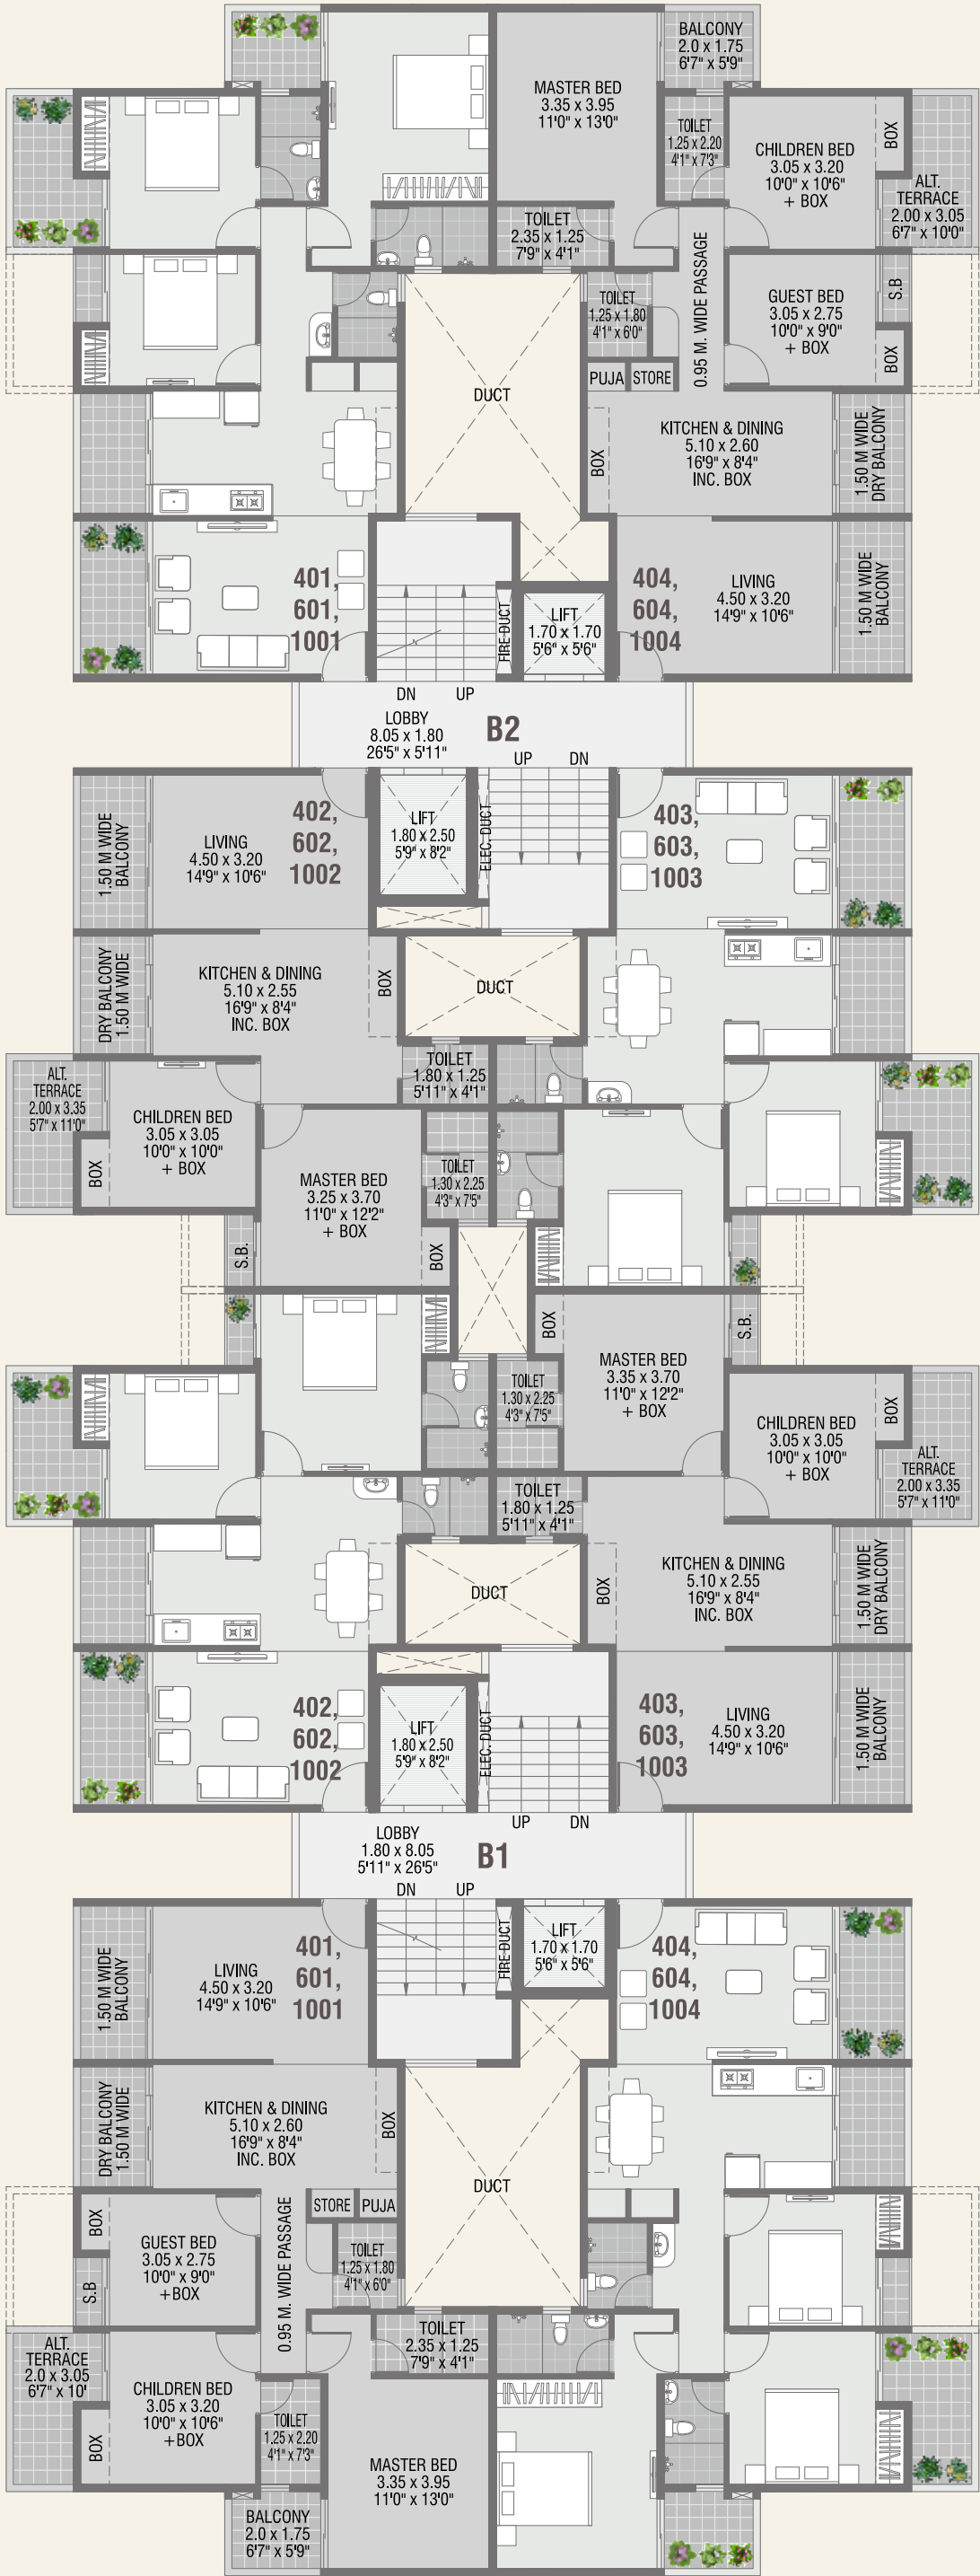 BALCONY
2.0 x 1.75
6'7" x 5'9"
MASTER BED
3.35 x 3.95
11'0" x 13'0"
TOILET
1.25 x 2.20
4'1" x 7'3"
CHILDREN BED
3.05 x 3.20
10'0" x 10'6"
+ BOX
BOX
ALT.
TERRACE
2.00 x 3.05
6'7" x 10'0"
TOILET
2.35 x 1.25
7'9" x 4'1"
0.95 M. WIDE PASSAGE
TOILET
1.25 x 1.80
4'1" x 6'0"
GUEST BED
3.05 x 2.75
10'0" x 9'0"
+ BOX
S.B
BOX
DUCT
PUJA
STORE
KITCHEN & DINING
5.10 x 2.60
16'9" x 8'4"
INC. BOX
BOX
1.50 M WIDE
DRY BALCONY
401,
601,
1001
404,
604,
1004
LIVING
4.50 x 3.20
14'9" x 10'6"
1.50 M WIDE
BALCONY
FIRE DUCT
LIFT
1.70 x 1.70
5'6" x 5'6"
DN
UP
LOBBY
8.05 x 1.80
26'5" x 5'11"
B2
UP
DN
1.50 M WIDE
BALCONY
LIVING
4.50 x 3.20
14'9" x 10'6"
402,
602,
1002
LIFT
1.80 x 2.50
5'9" x 8'2"
ELEC. DUCT
403,
603,
1003
DRY BALCONY
1.50 M WIDE
KITCHEN & DINING
5.10 x 2.55
16'9" x 8'4"
INC. BOX
BOX
DUCT
TOILET
1.80 x 1.25
5'11" x 4'1"
ALT.
TERRACE
2.00 x 3.35
5'7" x 11'0"
BOX
CHILDREN BED
3.05 x 3.05
10'0" x 10'0"
+ BOX
MASTER BED
3.25 x 3.70
11'0" x 12'2"
+ BOX
TOILET
1.30 x 2.25
4'3" x 7'5"
BOX
S.B.
BOX
S.B.
MASTER BED
3.35 x 3.70
11'0" x 12'2"
+ BOX
TOILET
1.30 x 2.25
4'3" x 7'5"
CHILDREN BED
3.05 x 3.05
10'0" x 10'0"
+ BOX
BOX
ALT.
TERRACE
2.00 x 3.35
5'7" x 11'0"
TOILET
1.80 x 1.25
5'11" x 4'1"
DUCT
BOX
KITCHEN & DINING
5.10 x 2.55
16'9" x 8'4"
INC. BOX
1.50 M WIDE
DRY BALCONY
402,
602,
1002
LIFT
1.80 x 2.50
5'9" x 8'2"
ELEC. DUCT
403,
603,
1003
LIVING
4.50 x 3.20
14'9" x 10'6"
1.50 M WIDE
BALCONY
UP
DN
LOBBY
1.80 x 8.05
5'11" x 26'5"
B1
DN
UP
1.50 M WIDE
BALCONY
LIVING
4.50 x 3.20
14'9" x 10'6"
401,
601,
1001
FIRE DUCT
LIFT
1.70 x 1.70
5'6" x 5'6"
404,
604,
1004
DRY BALCONY
1.50 M WIDE
KITCHEN & DINING
5.10 x 2.60
16'9" x 8'4"
INC. BOX
BOX
DUCT
STORE
PUJA
BOX
S.B
GUEST BED
3.05 x 2.75
10'0" x 9'0"
+BOX
0.95 M. WIDE PASSAGE
TOILET
1.25 x 1.80
4'1" x 6'0"
TOILET
2.35 x 1.25
7'9" x 4'1"
ALT.
TERRACE
2.0 x 3.05
6'7" x 10'
BOX
CHILDREN BED
3.05 x 3.20
10'0" x 10'6"
+BOX
TOILET
1.25 x 2.20
4'1" x 7'3"
MASTER BED
3.35 x 3.95
11'0" x 13'0"
BALCONY
2.0 x 1.75
6'7" x 5'9"